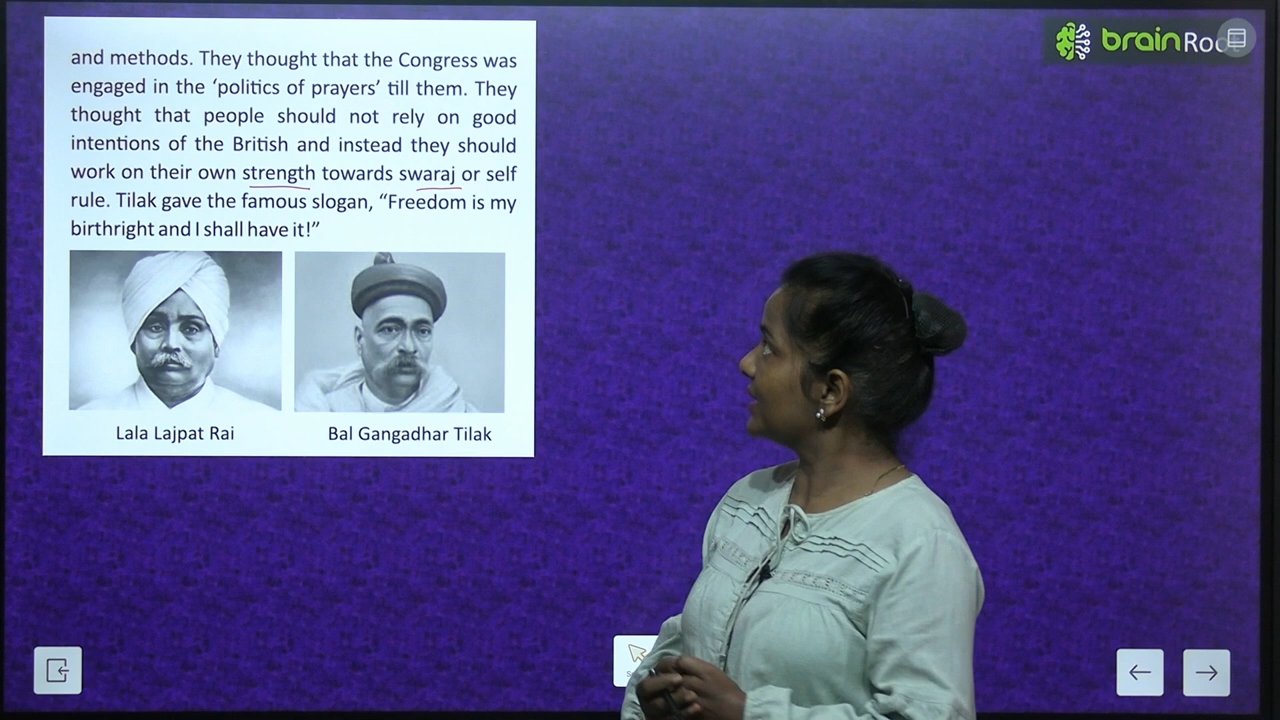 and methods. They thought that the Congress was
engaged in the ‘politics of prayers’ till them. They
thought that people should not rely on good
intentions of the British and instead they should
work on their own strength towards swaraj or self
rule. Tilak gave the famous slogan, “Freedom is my
birthright and I shall have it!”
Lala Lajpat Rai
Bal Gangadhar Tilak
brain